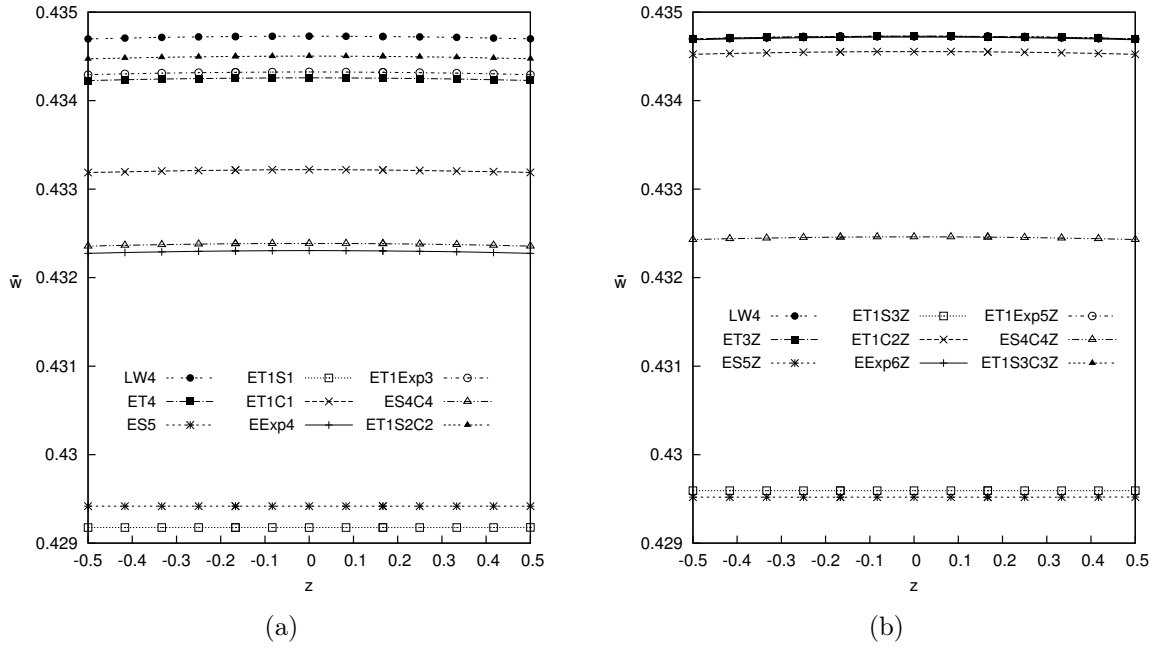 0.435
0.434
0.433
0.432
0.431
0.43
0.429
w̄
LW4 ET1S1 ET1Exp3
ET4 ET1C1 ES4C4
ES5 EExp4 ET1S2C2
-0.5 -0.4 -0.3 -0.2 -0.1 0 0.1 0.2 0.3 0.4 0.5
z
(a)
0.435
0.434
0.433
0.432
0.431
0.43
0.429
w̄
LW4 ET1S3Z ET1Exp5Z
ET3Z ET1C2Z ES4C4Z
ES5Z EExp6Z ET1S3C3Z
-0.5 -0.4 -0.3 -0.2 -0.1 0 0.1 0.2 0.3 0.4 0.5
z
(b)